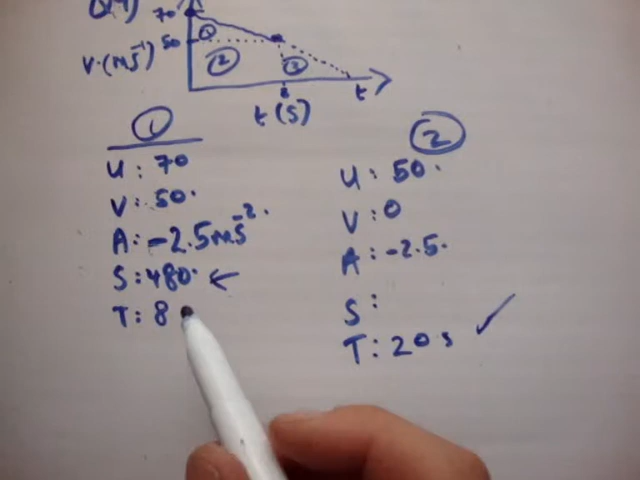 70
①
50
②
③
V.(ms⁻¹)
t
t (s)
①
U: 70
V: 50.
A: -2.5ms⁻².
S: 480. ←
T: 8
②
U: 50.
V: 0
A: -2.5.
S:
T: 20 s ✓